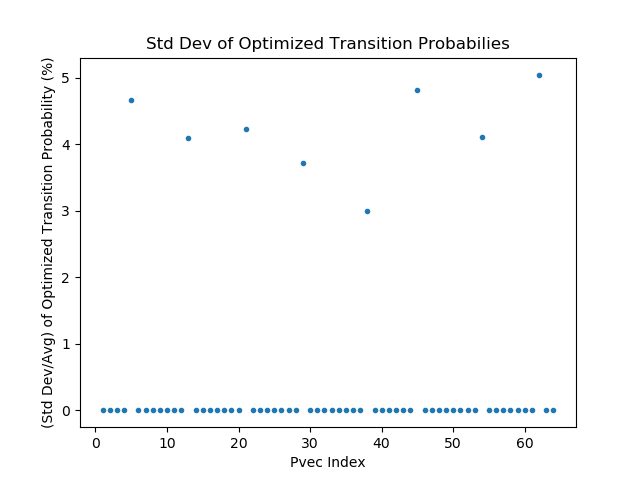 Std Dev of Optimized Transition Probabilies
(Std Dev/Avg) of Optimized Transition Probability (%)
5
4
3
2
1
0
0 10 20 30 40 50 60
Pvec Index